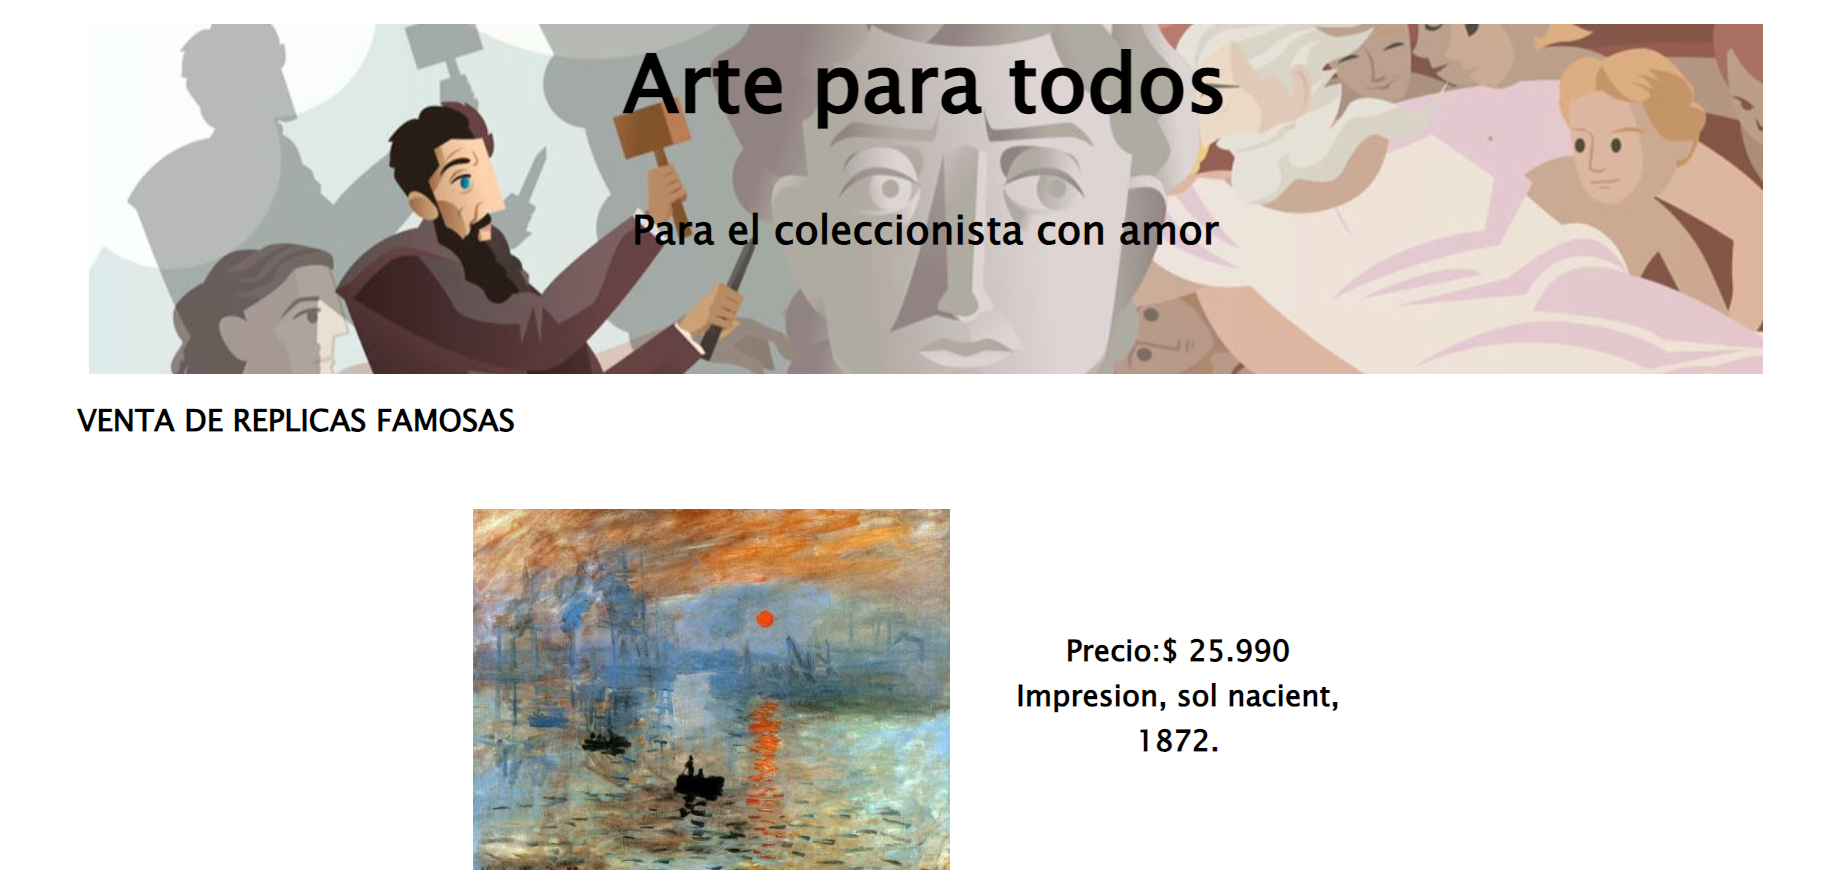 Arte para todos
Para el coleccionista con amor
VENTA DE REPLICAS FAMOSAS
Precio:$ 25.990
Impresion, sol nacient,
1872.